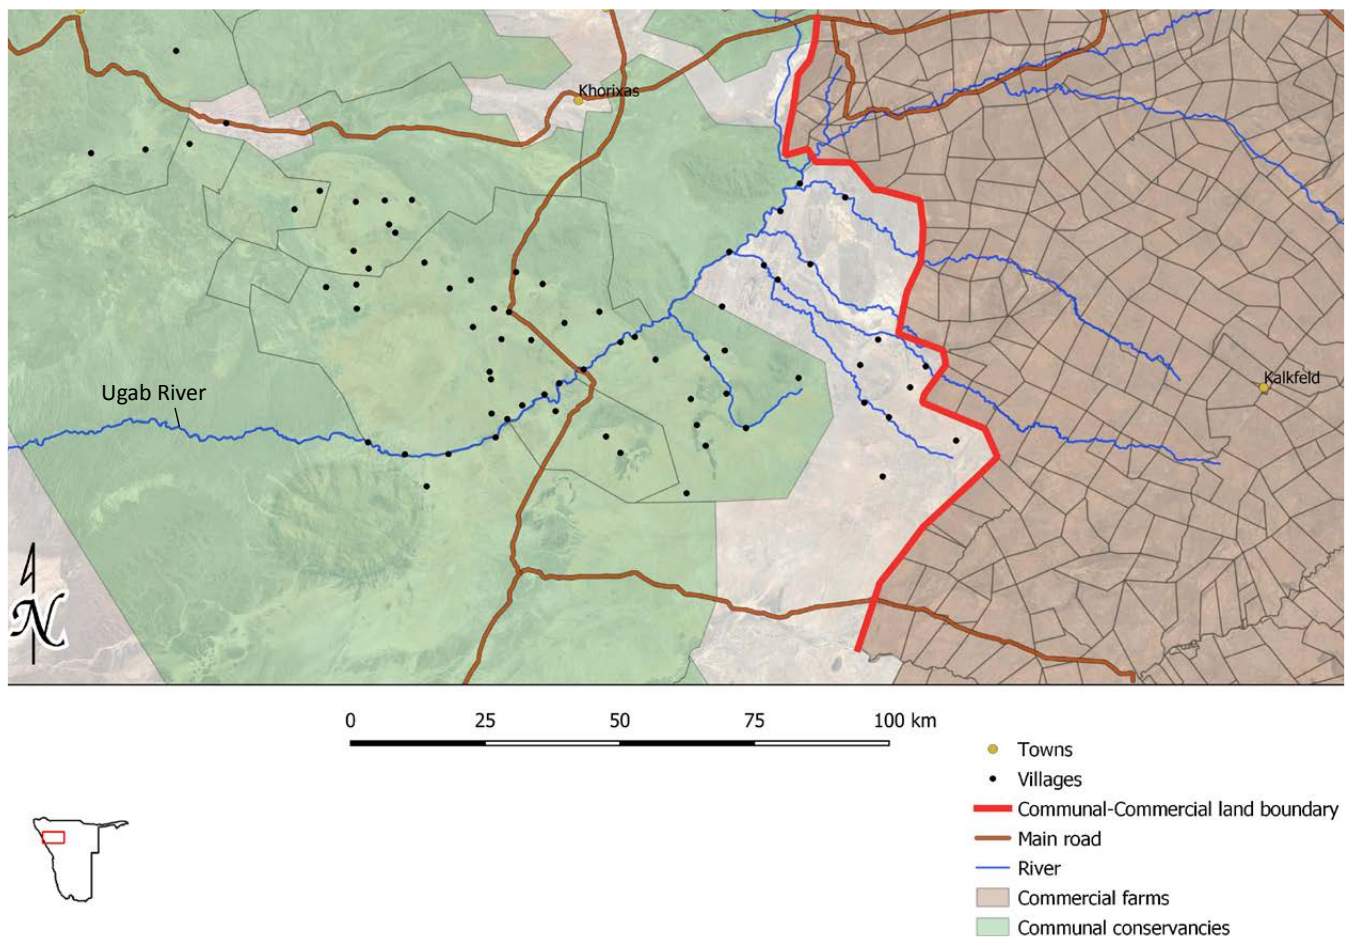 Khorixas
Kalkfeld
Ugab River
N
0 25 50 75 100 km
Towns
Villages
Communal-Commercial land boundary
Main road
River
Commercial farms
Communal conservancies